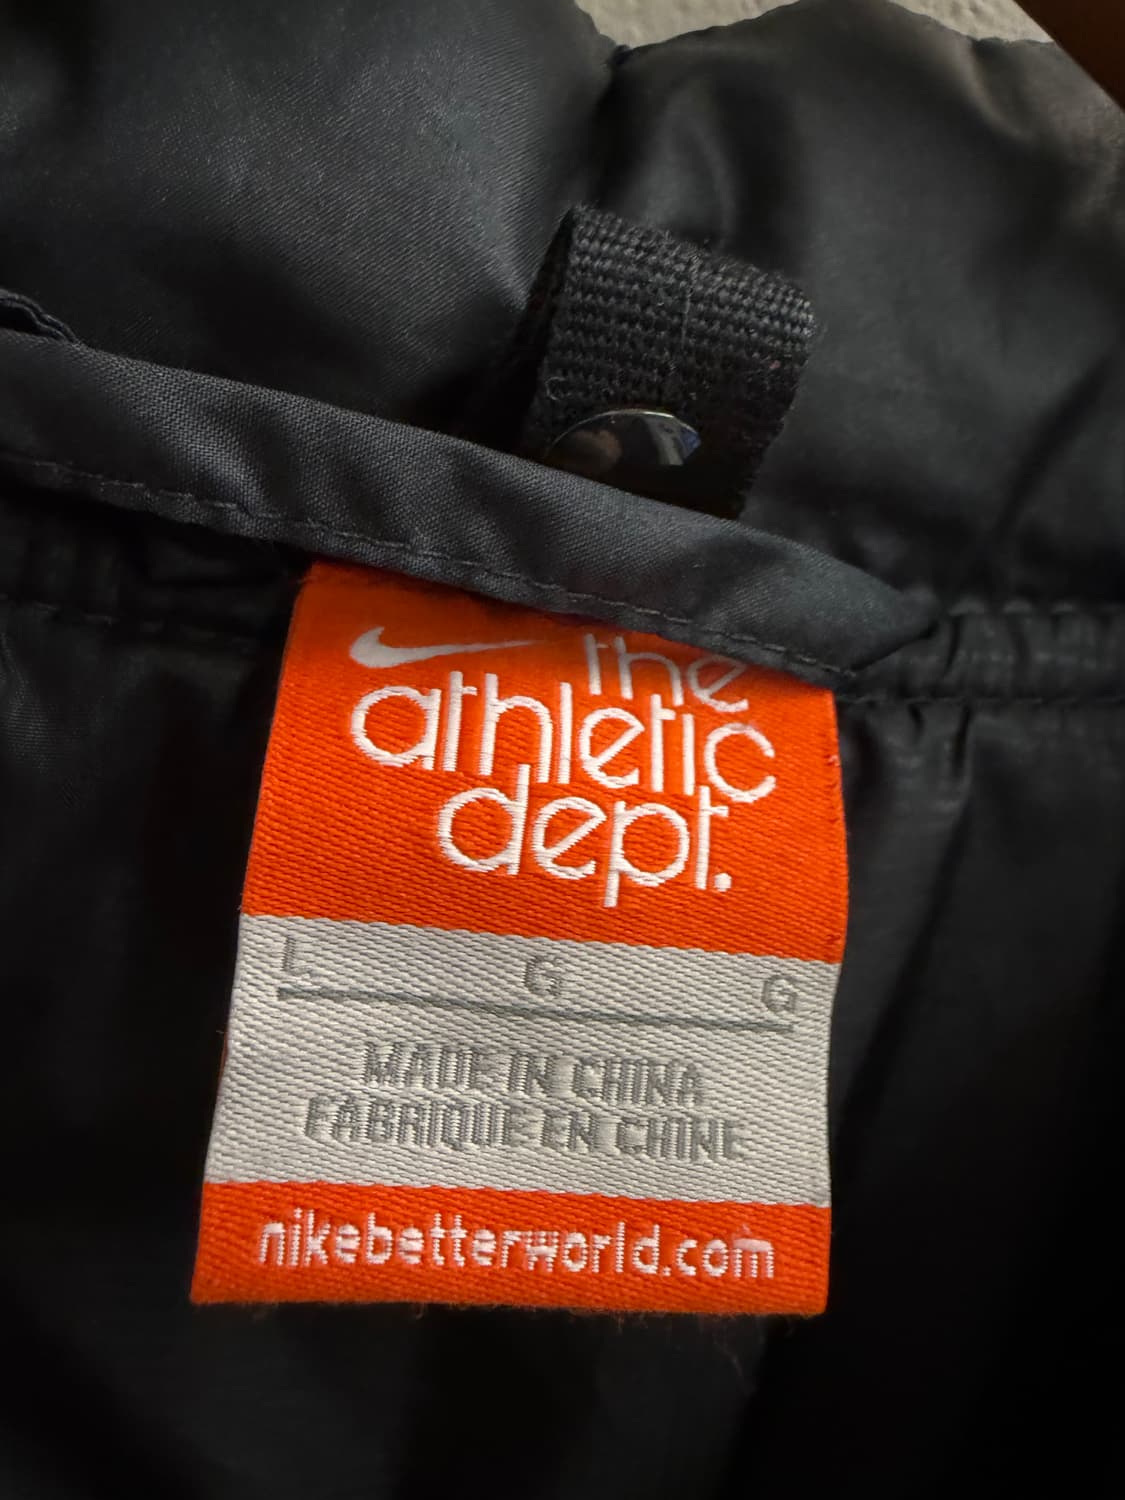 the
athletic
dept.
L G G
MADE IN CHINA
FABRIQUE EN CHINE
nikebetterworld.com